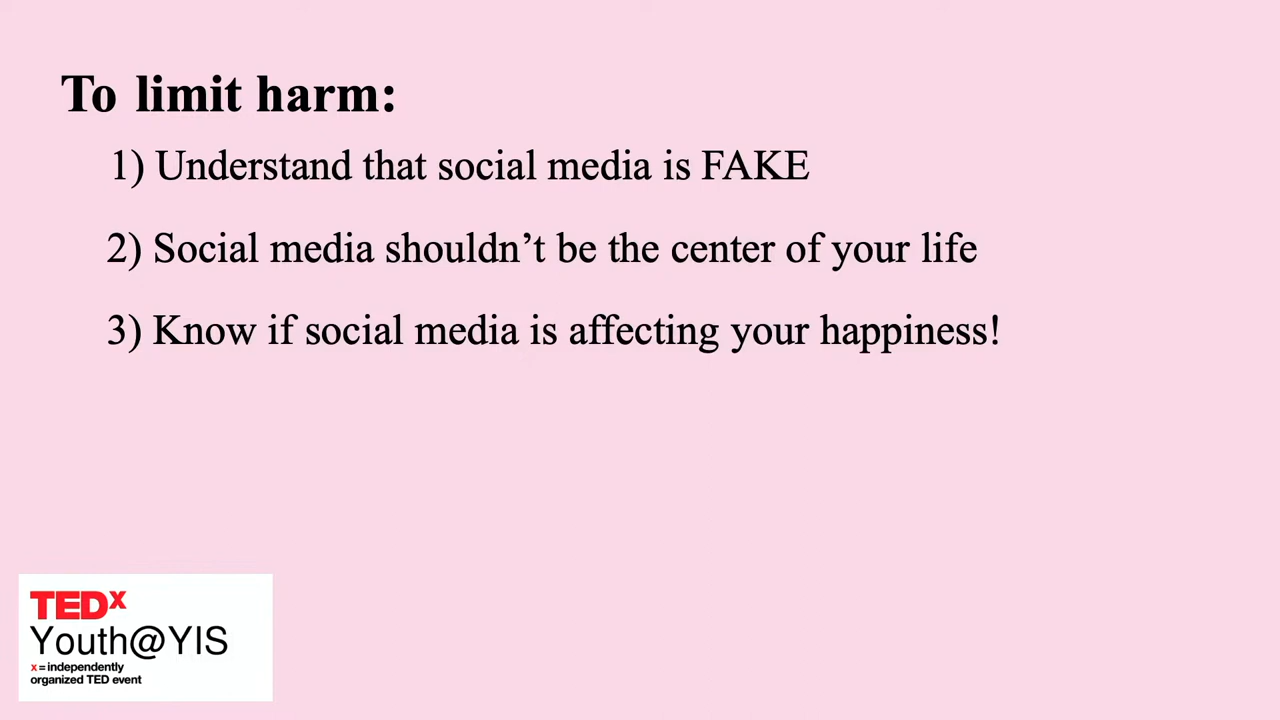 To limit harm:
1) Understand that social media is FAKE
2) Social media shouldn’t be the center of your life
3) Know if social media is affecting your happiness!
TEDx
Youth@YIS
x = independently
organized TED event